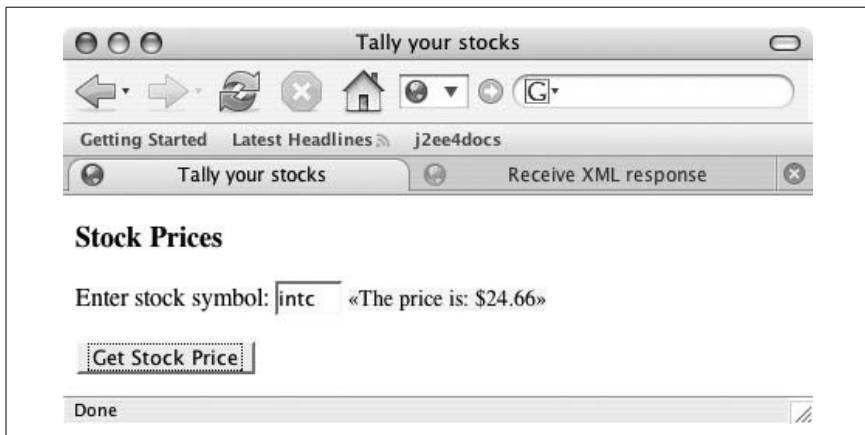 Tally your stocks
G
Getting Started Latest Headlines j2ee4docs
Tally your stocks Receive XML response
Stock Prices
Enter stock symbol: intc «The price is: $24.66»
Get Stock Price
Done